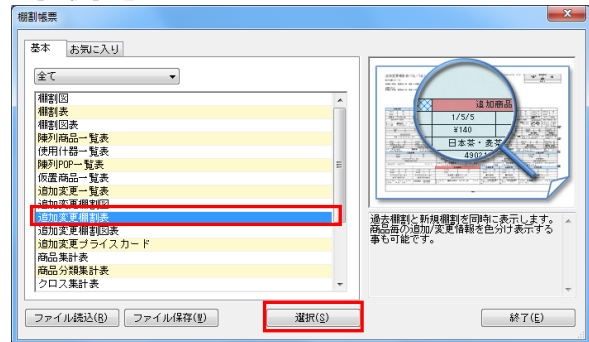 棚割帳票
基本
お気に入り
全て
棚割図
棚割表
棚割図表
陳列商品一覧表
使用什器一覧表
陳列POP一覧表
仮置商品一覧表
追加変更一覧表
追加変更棚割図
追加変更棚割表
追加変更棚割図表
追加変更プライスカード
商品集計表
商品分類集計表
クロス集計表
追加商品
1/5/5
¥140
日本茶・麦茶
49021
過去棚割と新規棚割を同時に表示します。
商品毎の追加/変更情報を色分け表示する
事も可能です。
ファイル読込(R)
ファイル保存(W)
選択(S)
終了(E)